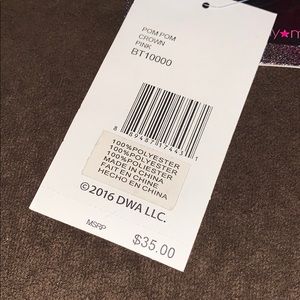 POM POM
CROWN
PINK
BT10000
100%POLYESTER
100%POLYESTER
100%POLIESTER
MADE IN CHINA
FAIT EN CHINE
HECHO EN CHINA
©2016 DWA LLC.
MSRP
$35.00